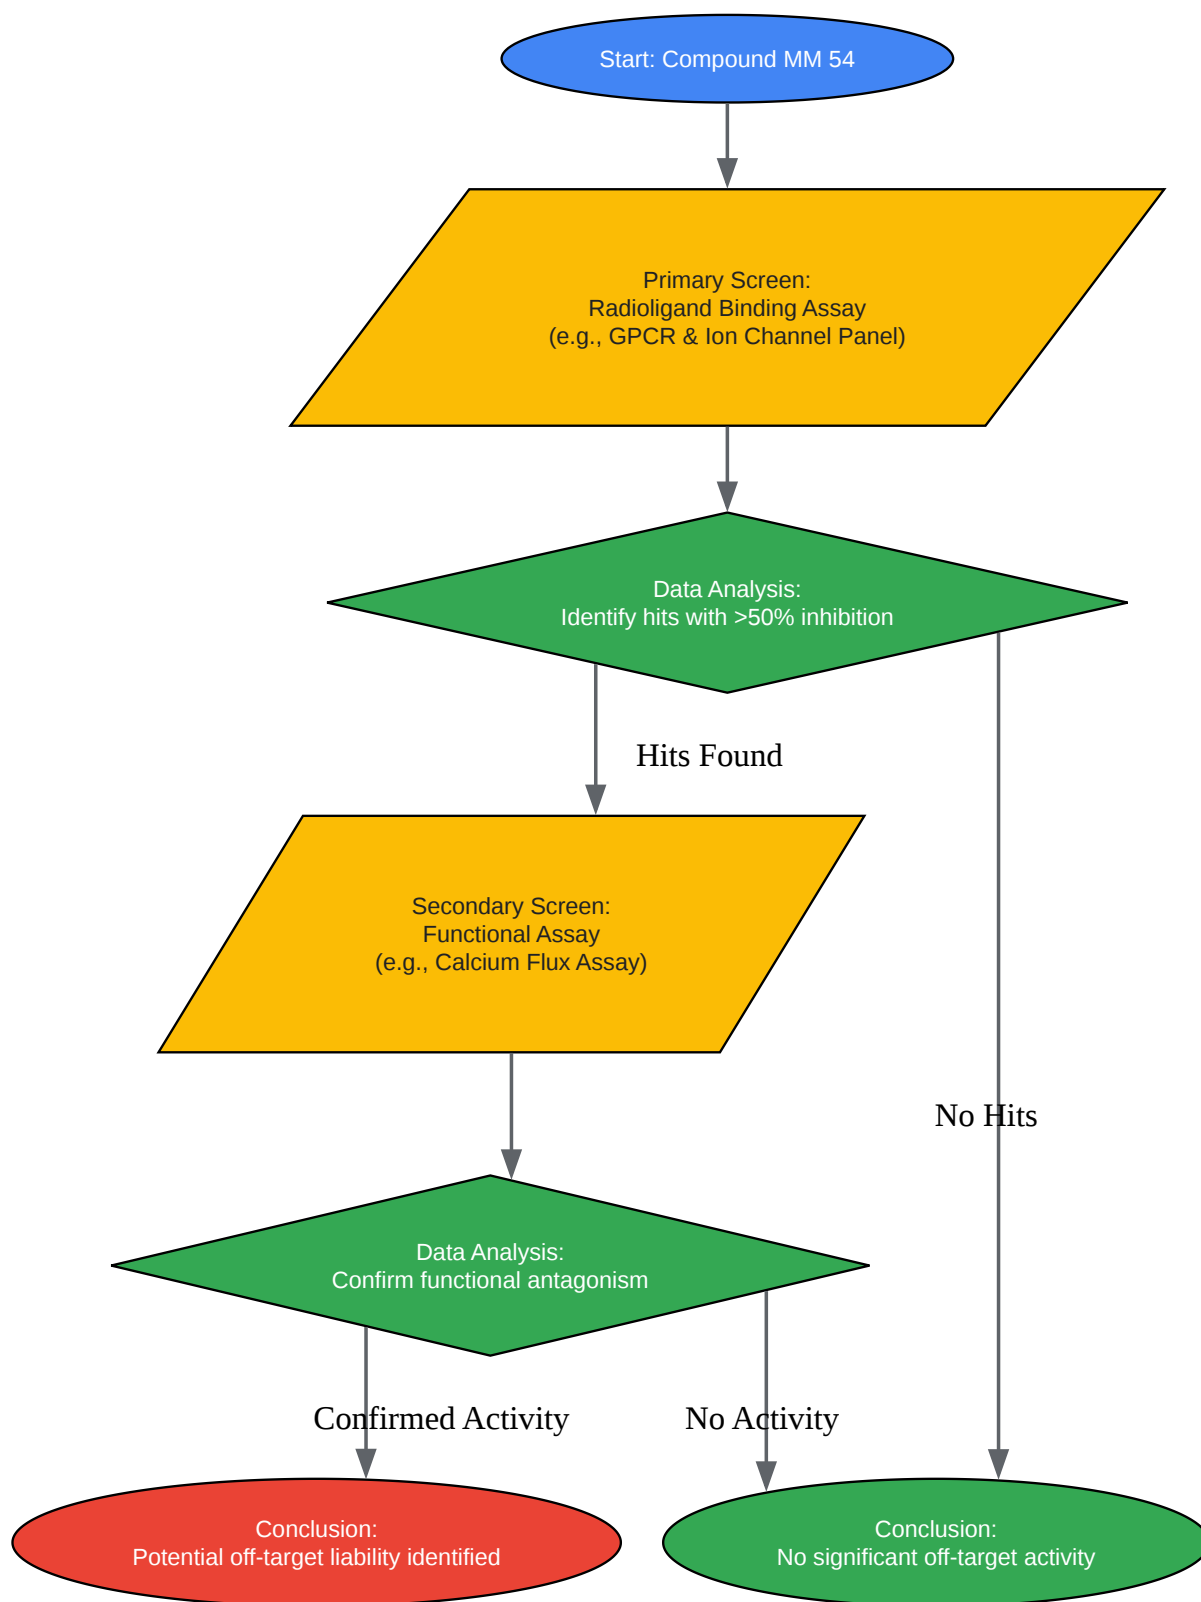 Start: Compound MM 54
Primary Screen:
Radioligand Binding Assay
(e.g., GPCR & Ion Channel Panel)
Data Analysis:
Identify hits with >50% inhibition
Hits Found
Secondary Screen:
Functional Assay
(e.g., Calcium Flux Assay)
No Hits
Data Analysis:
Confirm functional antagonism
Confirmed Activity
No Activity
Conclusion:
Potential off-target liability identified
Conclusion:
No significant off-target activity